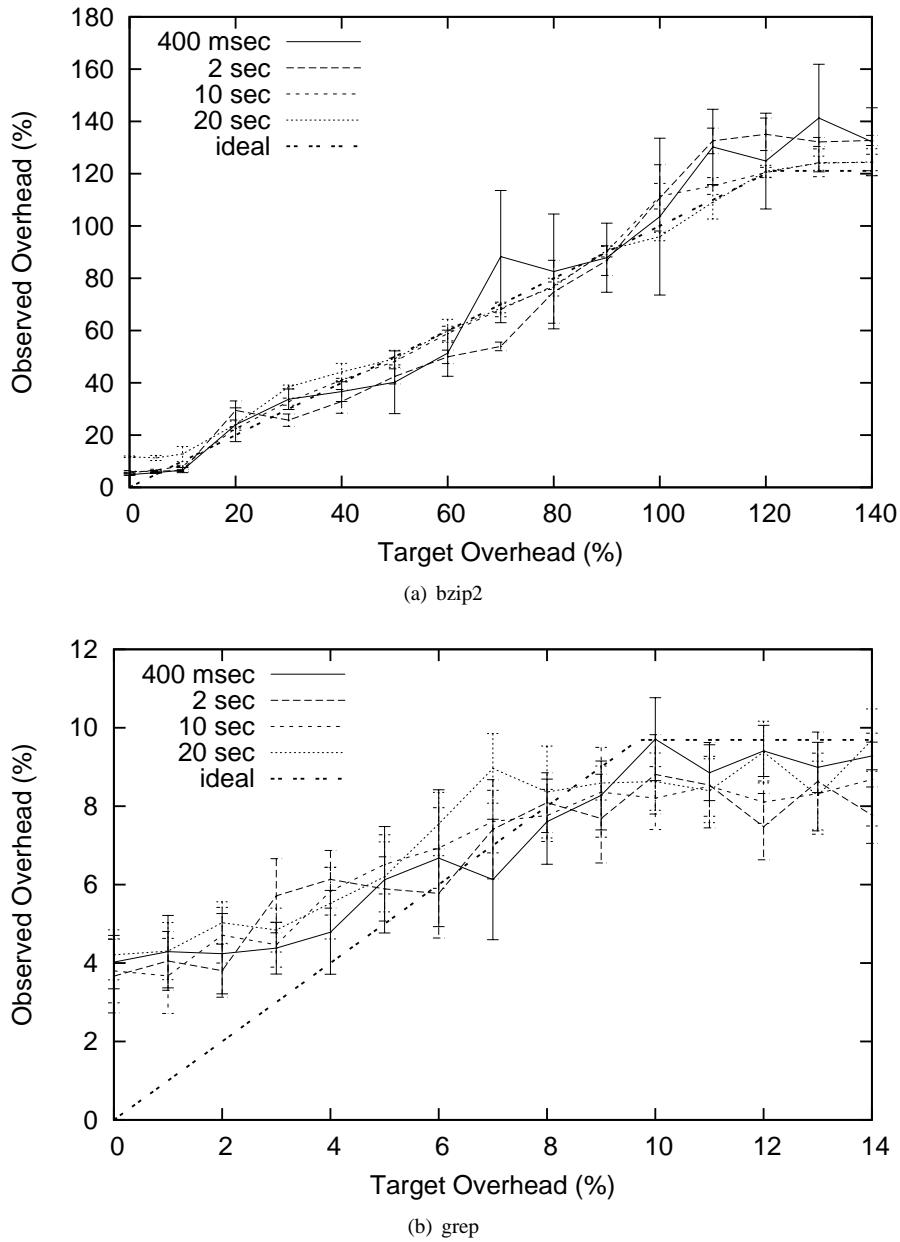 180
160
140
120
100
80
60
40
20
0
Observed Overhead (%)
400 msec
2 sec
10 sec
20 sec
ideal
0 20 40 60 80 100 120 140
Target Overhead (%)
(a) bzip2
12
10
8
6
4
2
0
Observed Overhead (%)
400 msec
2 sec
10 sec
20 sec
ideal
0 2 4 6 8 10 12 14
Target Overhead (%)
(b) grep